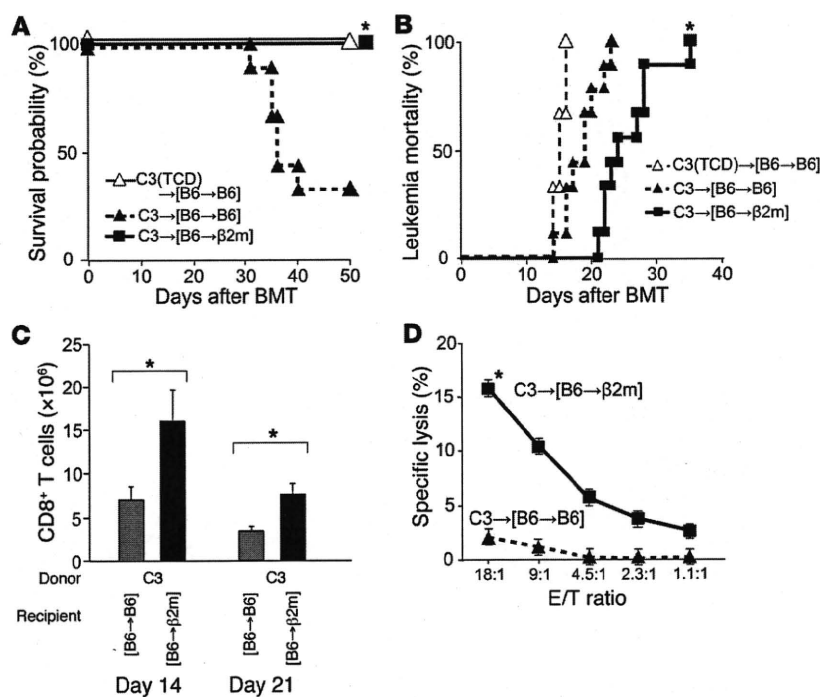 A
Survival probability (%)
100
50
0
C3(TCD)
→[B6→B6]
C3→[B6→B6]
C3→[B6→β2m]
*
0 10 20 30 40 50
Days after BMT
B
Leukemia mortality (%)
100
50
0
*
C3(TCD)→[B6→B6]
C3→[B6→B6]
C3→[B6→β2m]
0 10 20 30 40
Days after BMT
C
CD8⁺ T cells (×10⁶)
25
20
15
10
5
0
*
*
Donor C3 C3
Recipient [B6→B6] [B6→β2m] [B6→B6] [B6→β2m]
Day 14 Day 21
D
Specific lysis (%)
20
15
10
5
0
* C3→[B6→β2m]
C3→[B6→B6]
18:1 9:1 4.5:1 2.3:1 1.1:1
E/T ratio